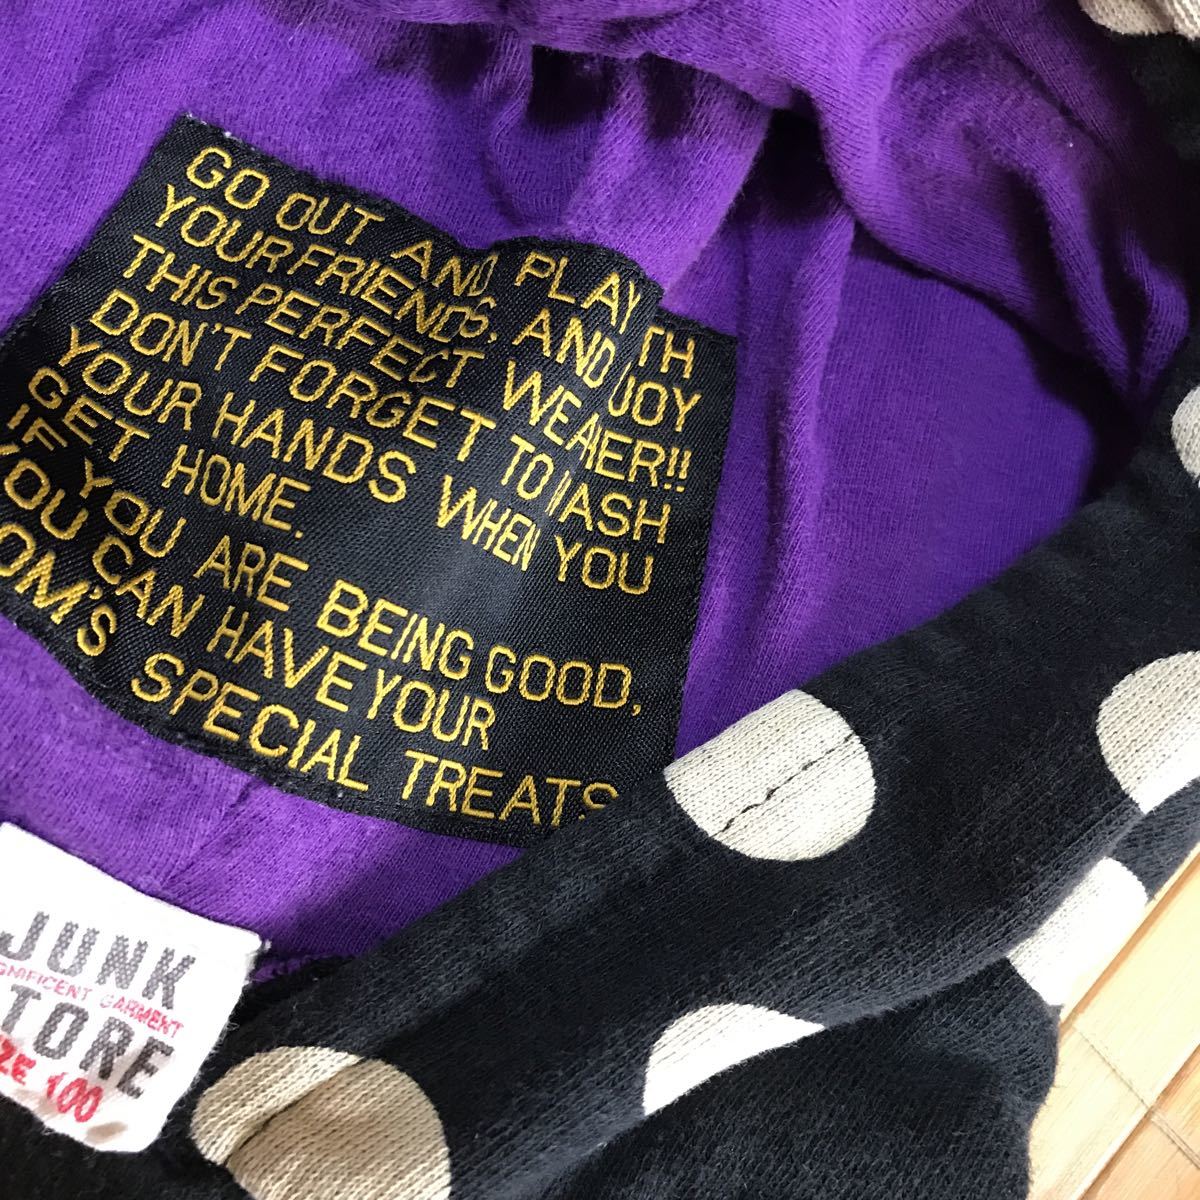 GO OUT AND PLAY TH
YOUR FRIENDS, AND JOY
THIS PERFECT WEAHER!!
DON'T FORGET TO WASH
YOUR HANDS WHEN YOU
GET HOME.
IF YOU ARE BEING GOOD,
YOU CAN HAVE YOUR
OM'S SPECIAL TREATS
JUNK
GNIFICENT GARMENT
TORE
ZE 100